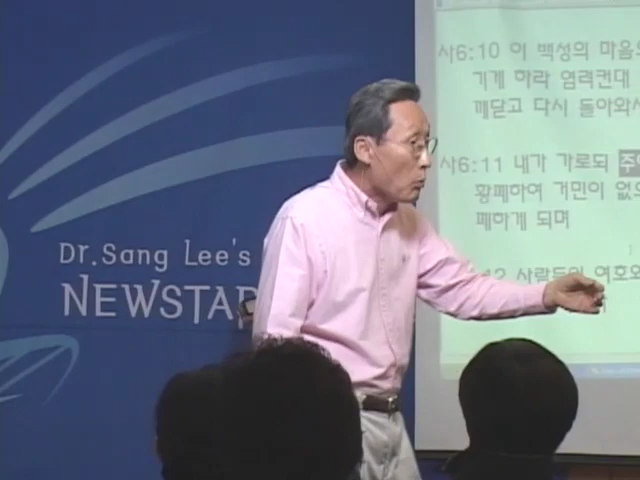 Dr.Sang Lee's
NEWSTAR
사6:10 이 백성의 마음
기게 하라 염려컨대
깨닫고 다시 돌아와
사6:11 내가 가로되 주
황폐하여 거민이 없
폐하게 되며
12 사람들 여호와